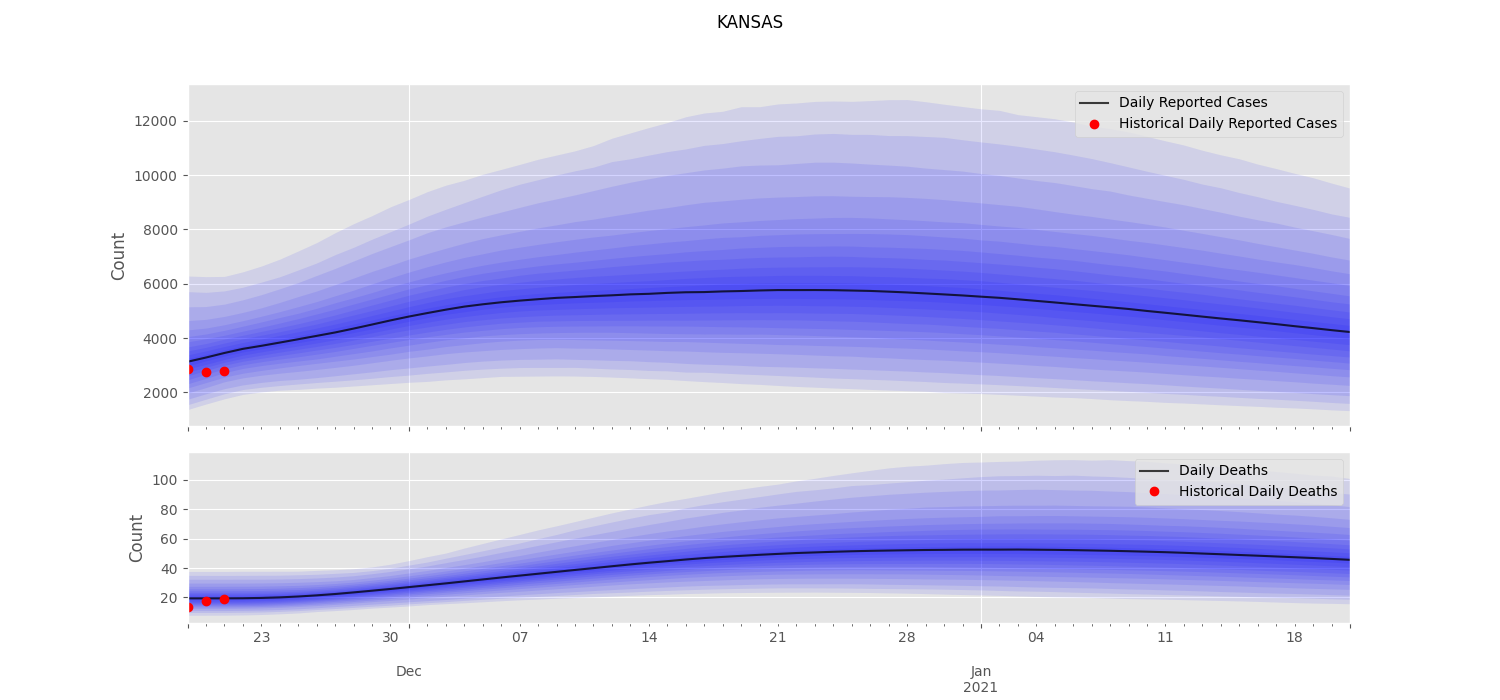 KANSAS
Daily Reported Cases
Historical Daily Reported Cases
Count
12000
10000
8000
6000
4000
2000
Daily Deaths
Historical Daily Deaths
Count
100
80
60
40
20
23 30 07 14 21 28 04 11 18
Dec Jan
2021